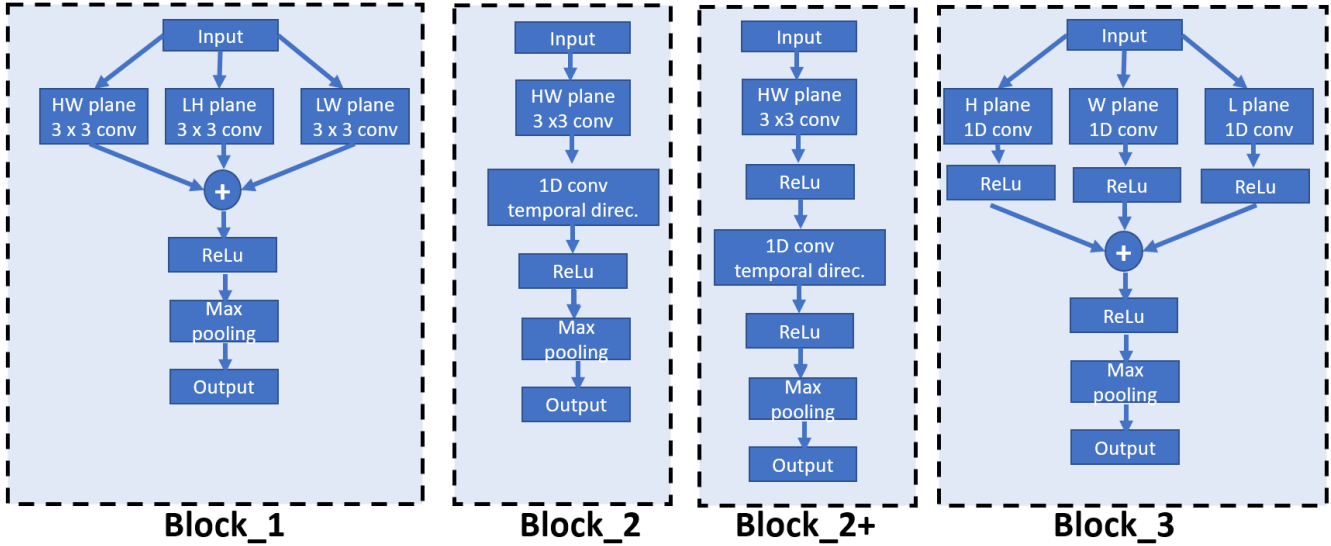 Input
HW plane
3 x 3 conv
LH plane
3 x 3 conv
LW plane
3 x 3 conv
+
ReLu
Max
pooling
Output
Block_1
Input
HW plane
3 x3 conv
1D conv
temporal direc.
ReLu
Max
pooling
Output
Block_2
Input
HW plane
3 x3 conv
ReLu
1D conv
temporal direc.
ReLu
Max
pooling
Output
Block_2+
Input
H plane
1D conv
W plane
1D conv
L plane
1D conv
ReLu
ReLu
ReLu
+
ReLu
Max
pooling
Output
Block_3